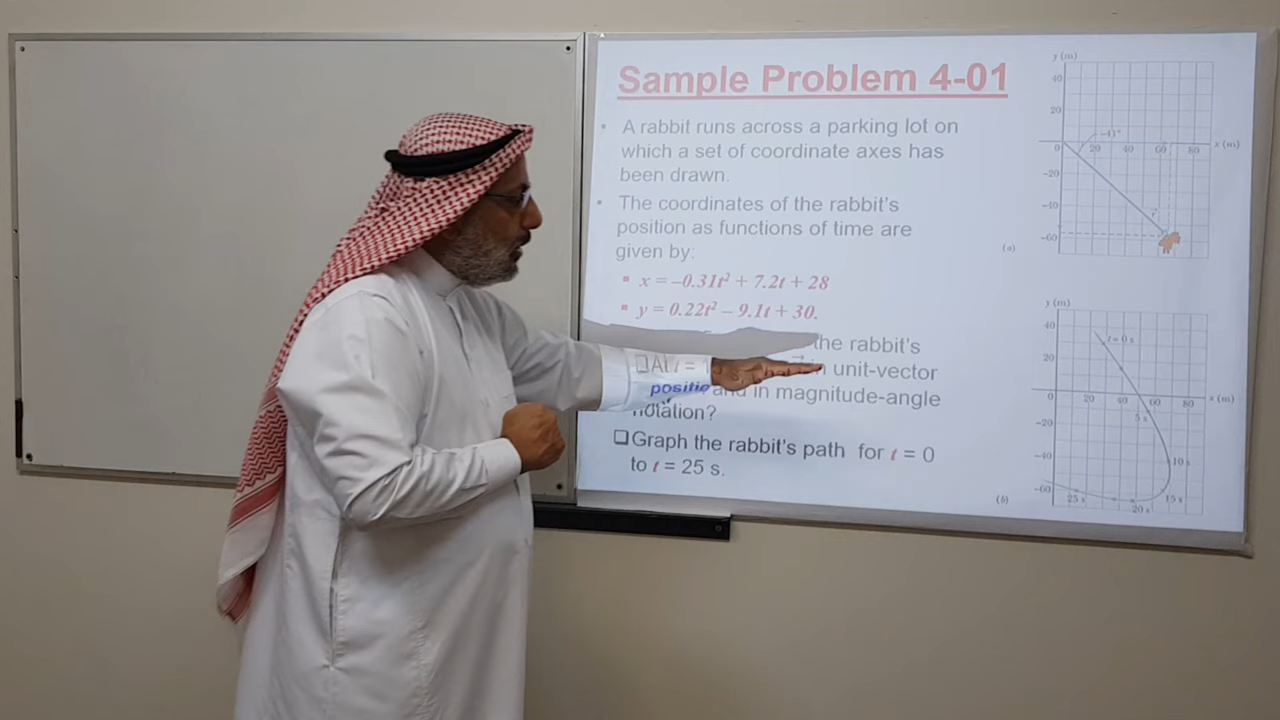 Sample Problem 4-01
• A rabbit runs across a parking lot on
which a set of coordinate axes has
been drawn.
• The coordinates of the rabbit's
position as functions of time are
given by:
▪ x = –0.31t² + 7.2t + 28
▪ y = 0.22t² – 9.1t + 30.
❑At t = the rabbit's
positio in unit-vector
and in magnitude-angle
notation?
❑Graph the rabbit's path for t = 0
to t = 25 s.
y (m)
40
20
–41°
0 20 40 60 80 x (m)
–20
–40
–60
(a)
y (m)
40
t = 0 s
20
0 20 40 60 80 x (m)
5 s
–20
–40
10 s
–60
25 s
15 s
20 s
(b)